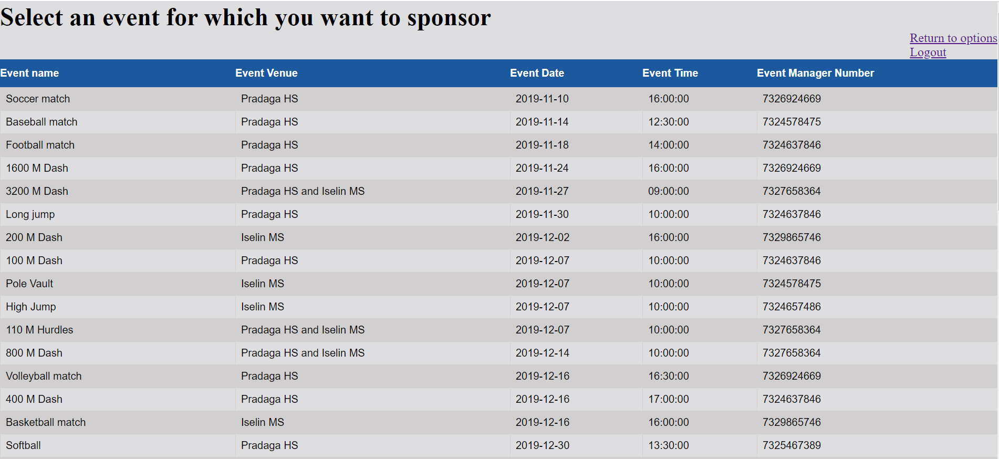 Select an event for which you want to sponsor
Return to options
Logout
Event name Event Venue Event Date Event Time Event Manager Number
Soccer match Pradaga HS 2019-11-10 16:00:00 7326924669
Baseball match Pradaga HS 2019-11-14 12:30:00 7324578475
Football match Pradaga HS 2019-11-18 14:00:00 7324637846
1600 M Dash Pradaga HS 2019-11-24 16:00:00 7326924669
3200 M Dash Pradaga HS and Iselin MS 2019-11-27 09:00:00 7327658364
Long jump Pradaga HS 2019-11-30 10:00:00 7324637846
200 M Dash Iselin MS 2019-12-02 16:00:00 7329865746
100 M Dash Pradaga HS 2019-12-07 10:00:00 7324637846
Pole Vault Iselin MS 2019-12-07 10:00:00 7324578475
High Jump Iselin MS 2019-12-07 10:00:00 7324657486
110 M Hurdles Pradaga HS and Iselin MS 2019-12-07 10:00:00 7327658364
800 M Dash Pradaga HS and Iselin MS 2019-12-14 10:00:00 7327658364
Volleyball match Pradaga HS 2019-12-16 16:30:00 7326924669
400 M Dash Pradaga HS 2019-12-16 17:00:00 7324637846
Basketball match Iselin MS 2019-12-16 16:00:00 7329865746
Softball Pradaga HS 2019-12-30 13:30:00 7325467389